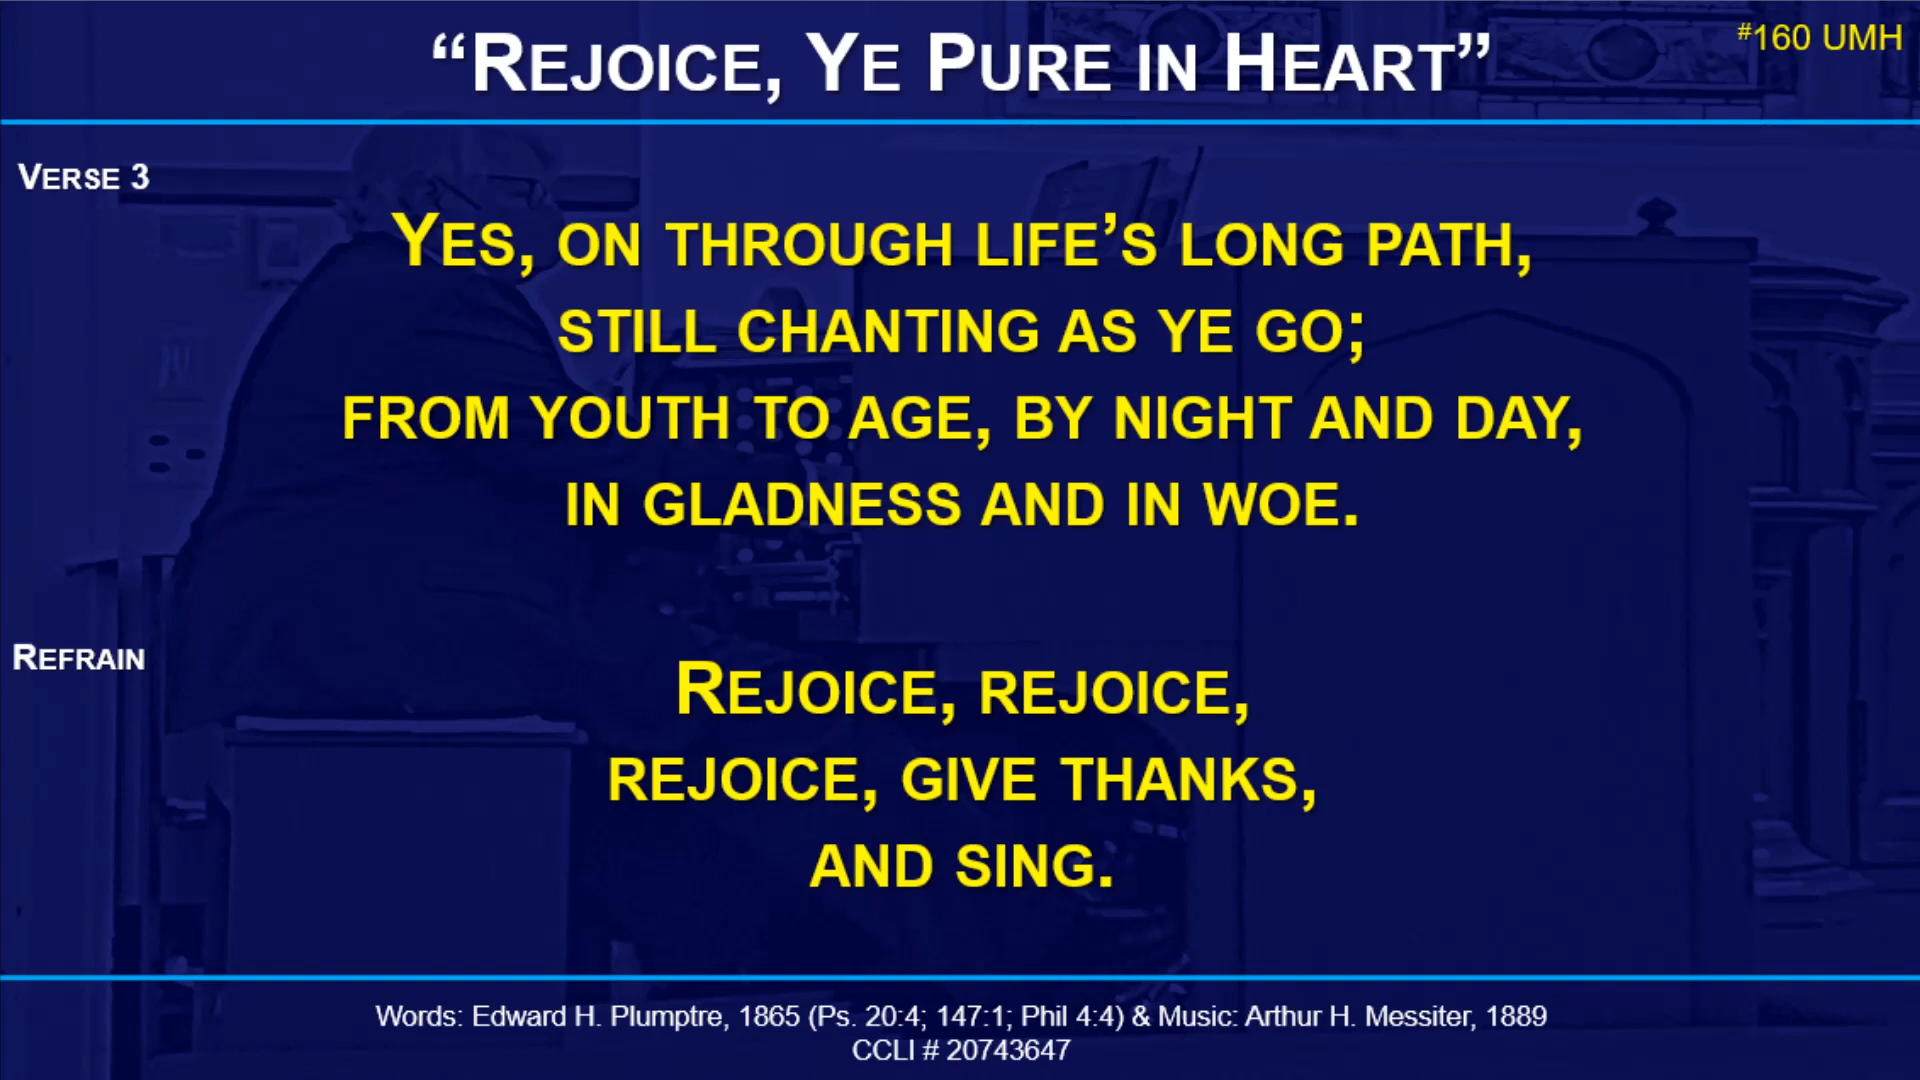 “Rejoice, Ye Pure in Heart”
#160 UMH
Verse 3
Yes, on through life’s long path,
still chanting as ye go;
from youth to age, by night and day,
in gladness and in woe.
Refrain
Rejoice, rejoice,
rejoice, give thanks,
and sing.
Words: Edward H. Plumptre, 1865 (Ps. 20:4; 147:1; Phil 4:4) & Music: Arthur H. Messiter, 1889
CCLI # 20743647